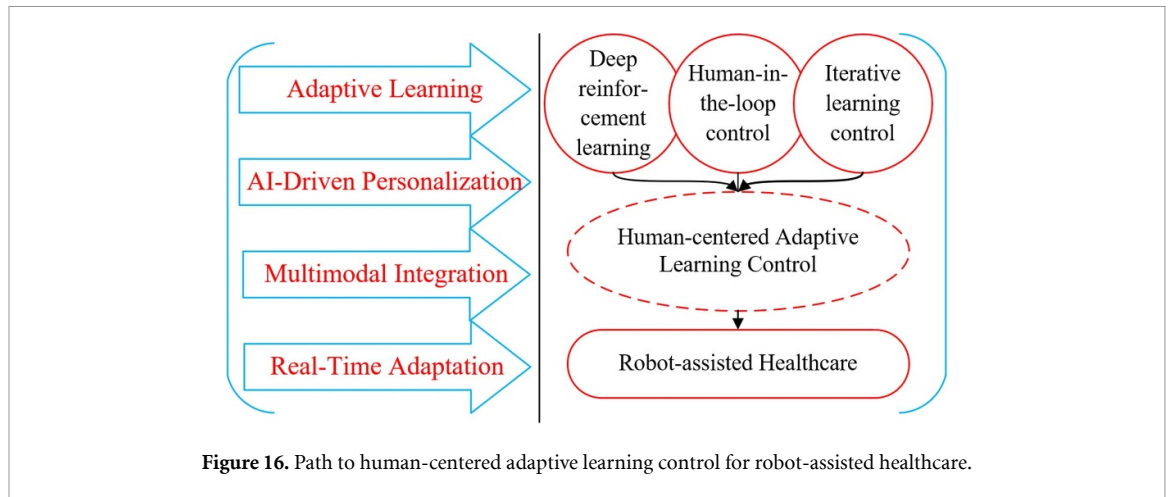 Adaptive Learning
AI-Driven Personalization
Multimodal Integration
Real-Time Adaptation
Deep
reinfor-
cement
learning
Human-in-
the-loop
control
Iterative
learning
control
Human-centered Adaptive
Learning Control
Robot-assisted Healthcare
Figure 16. Path to human-centered adaptive learning control for robot-assisted healthcare.